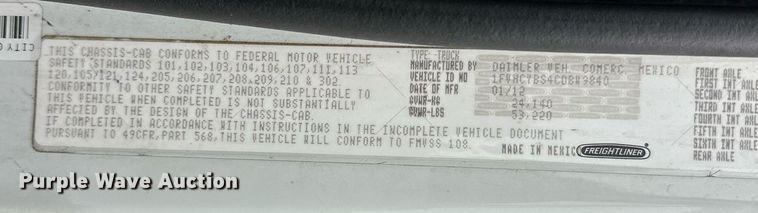 CITY O
THIS CHASSIS-CAB CONFORMS TO FEDERAL MOTOR VEHICLE
SAFETY STANDARDS 101,102,103,104,106,107,111,113
120,105/121,124,205,206,207,208,209,210 & 302
CONFORMITY TO OTHER SAFETY STANDARDS APPLICABLE TO
THIS VEHICLE WHEN COMPLETED IS NOT SUBSTANTIALLY
AFFECTED BY THE DESIGN OF THE CHASSIS-CAB.
IF COMPLETED IN ACCORDANCE WITH INSTRUCTIONS IN THE INCOMPLETE VEHICLE DOCUMENT
PURSUANT TO 49CFR,PART 568,THIS VEHICLE WILL CONFORM TO FMVSS 108.
TYPE: TRUCK
MANUFACTURED BY DAIMLER VEH. COMERC. MEXICO
VEHICLE ID NO 1FVHCYBS4CDBW9840
DATE OF MFR 01/12
GVWR-KG 24,140
GVWR-LBS 53,220
MADE IN MEXICO FREIGHTLINER
FRONT AXLE
FIRST INT AXLE
SECOND INT AXLE
THIRD INT AXLE
FOURTH INT AXLE
FIFTH INT AXLE
SIXTH INT AXLE
REAR AXLE
Purple Wave Auction